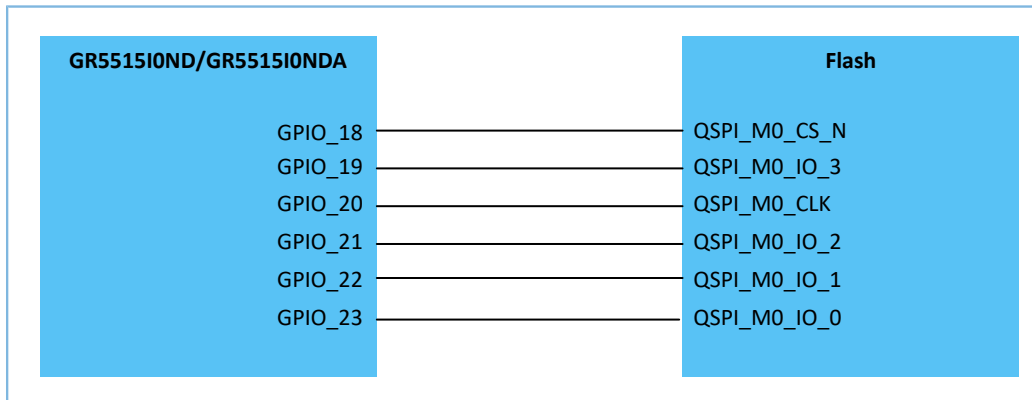 GR5515I0ND/GR5515I0NDA
Flash
GPIO_18 QSPI_M0_CS_N
GPIO_19 QSPI_M0_IO_3
GPIO_20 QSPI_M0_CLK
GPIO_21 QSPI_M0_IO_2
GPIO_22 QSPI_M0_IO_1
GPIO_23 QSPI_M0_IO_0